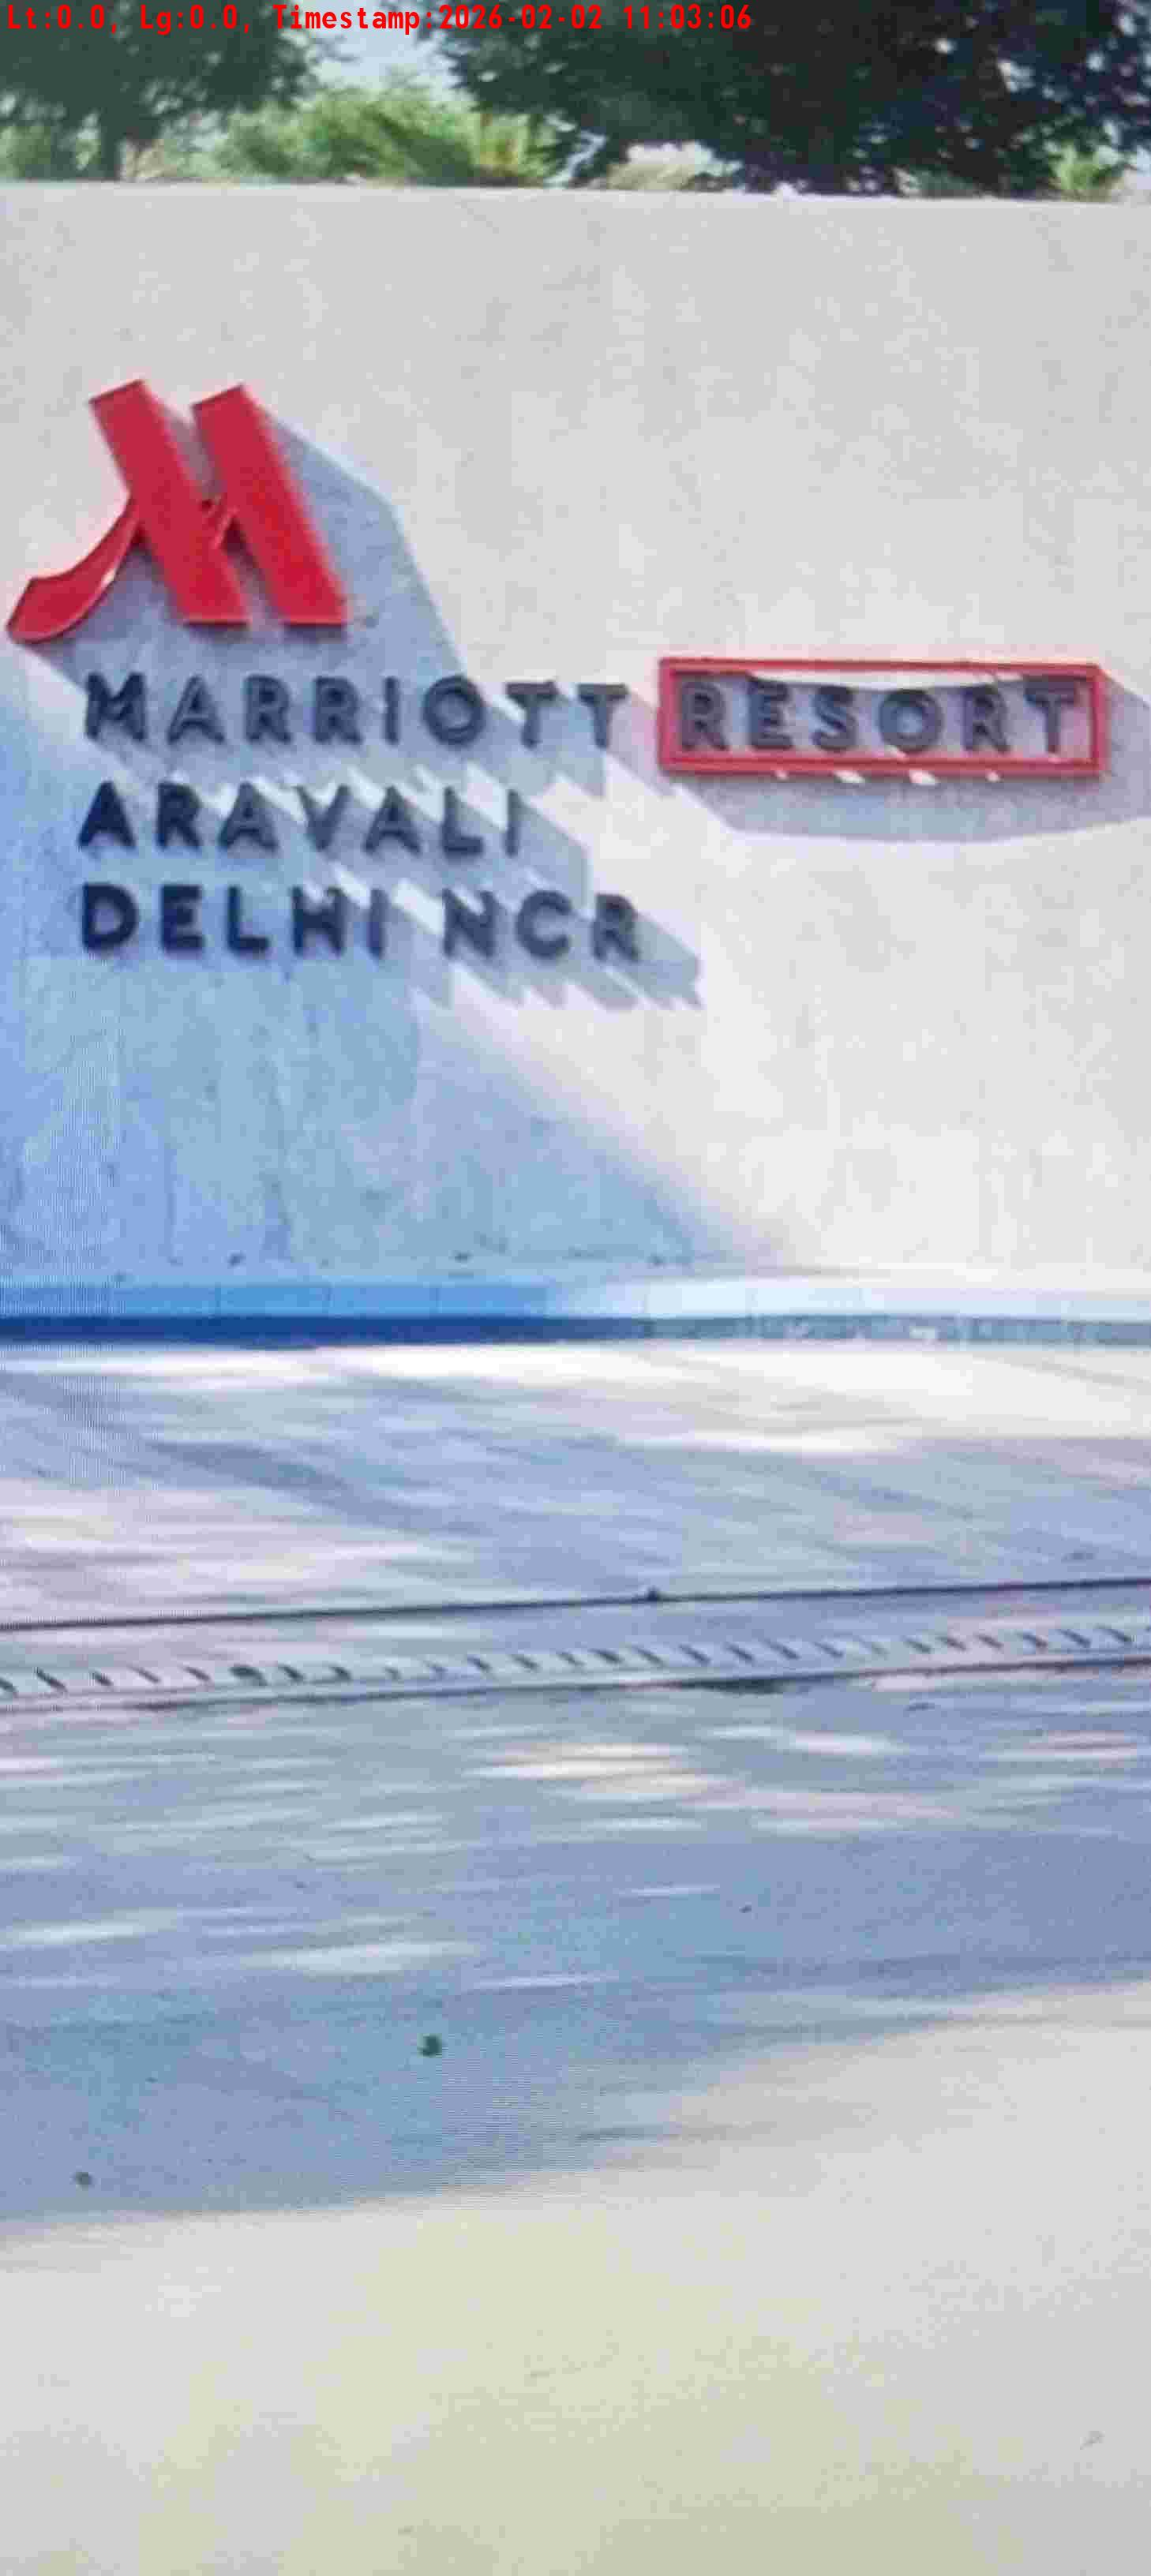 Lt:0.0, Lg:0.0, Timestamp:2026-02-02 11:03:06
MARRIOTT RESORT
ARAVALI
DELHI NCR